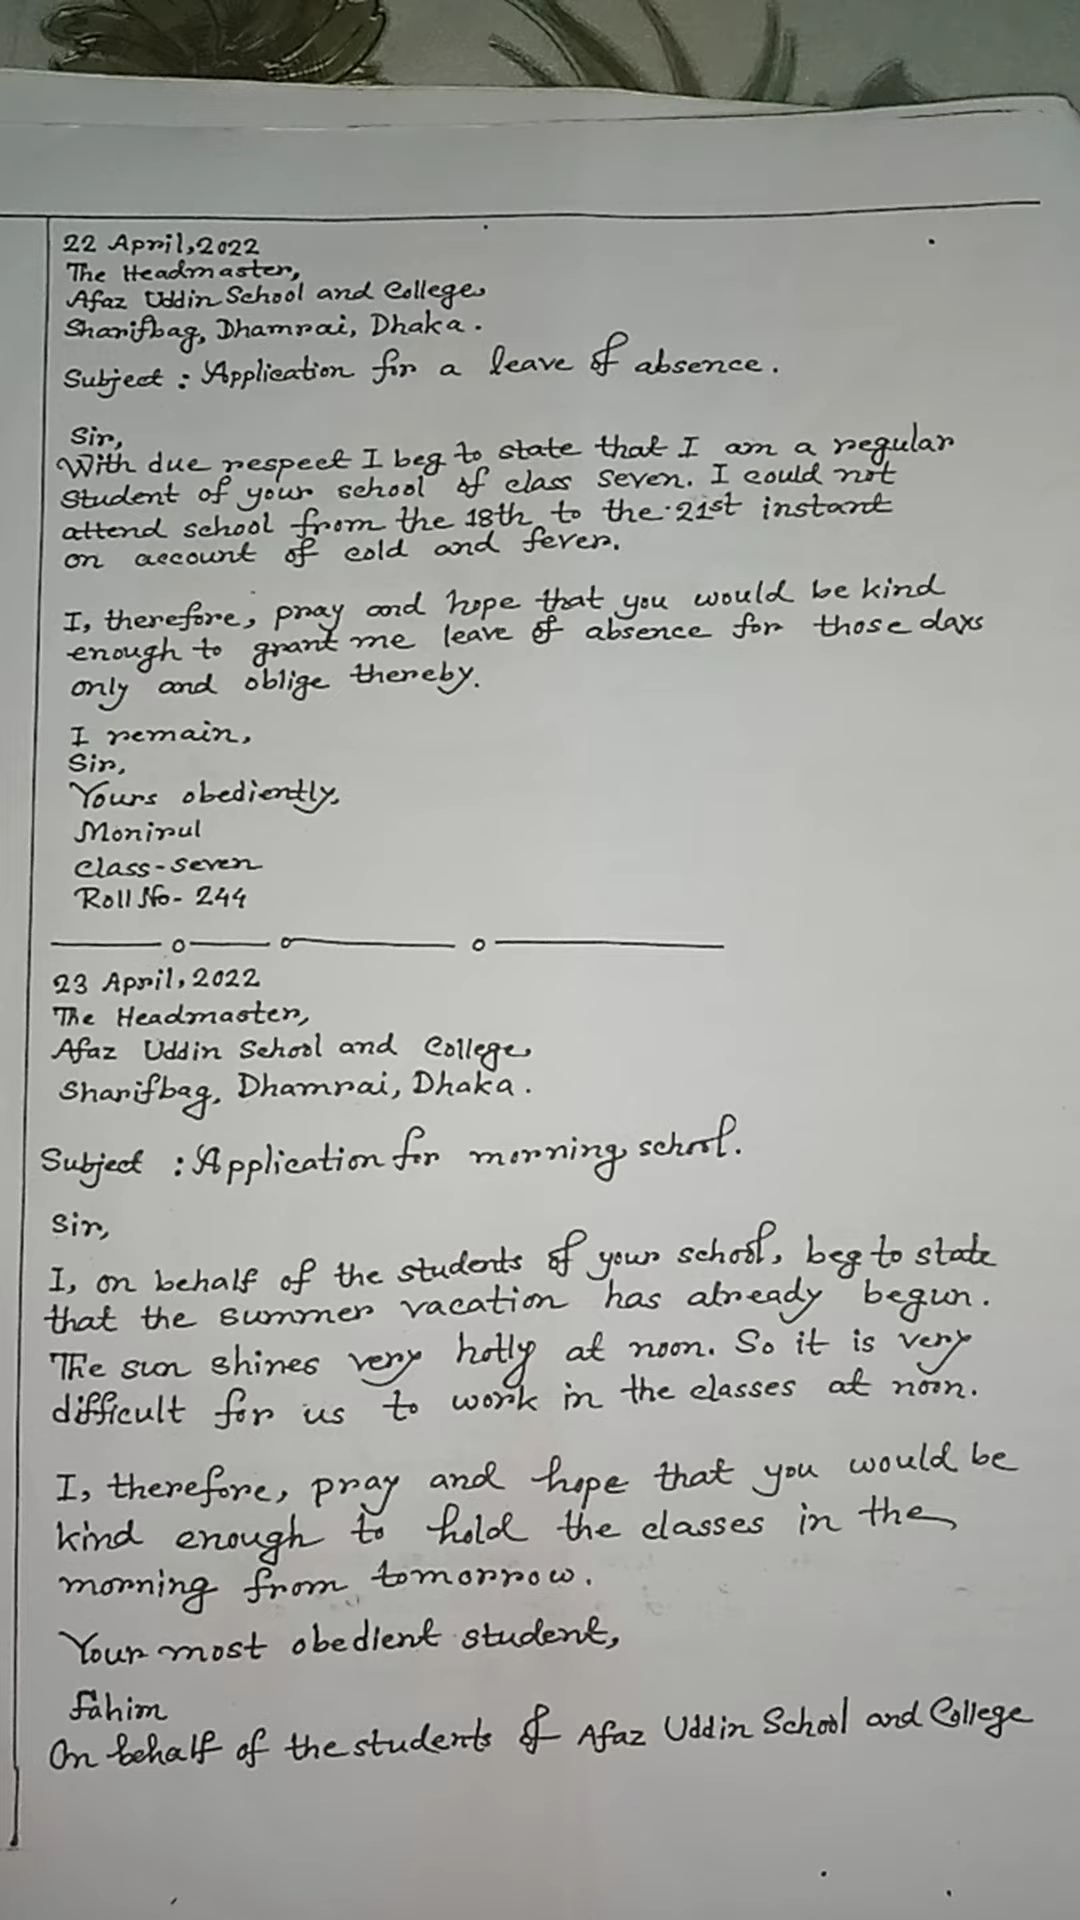 22 April, 2022
The Headmaster,
Afaz Uddin School and College,
Sharifbag, Dhamrai, Dhaka.
Subject : Application for a leave of absence.
Sir,
With due respect I beg to state that I am a regular
student of your school of class seven. I could not
attend school from the 18th to the 21st instant
on account of cold and fever.
I, therefore, pray and hope that you would be kind
enough to grant me leave of absence for those days
only and oblige thereby.
I remain,
Sir,
Yours obediently,
Monirul
Class-seven
Roll No- 244
23 April, 2022
The Headmaster,
Afaz Uddin School and College,
Sharifbag, Dhamrai, Dhaka.
Subject : Application for morning school.
Sir,
I, on behalf of the students of your school, beg to state
that the summer vacation has already begun.
The sun shines very hotly at noon. So it is very
difficult for us to work in the classes at noon.
I, therefore, pray and hope that you would be
kind enough to hold the classes in the
morning from tomorrow.
Your most obedient student,
Fahim
On behalf of the students of Afaz Uddin School and College